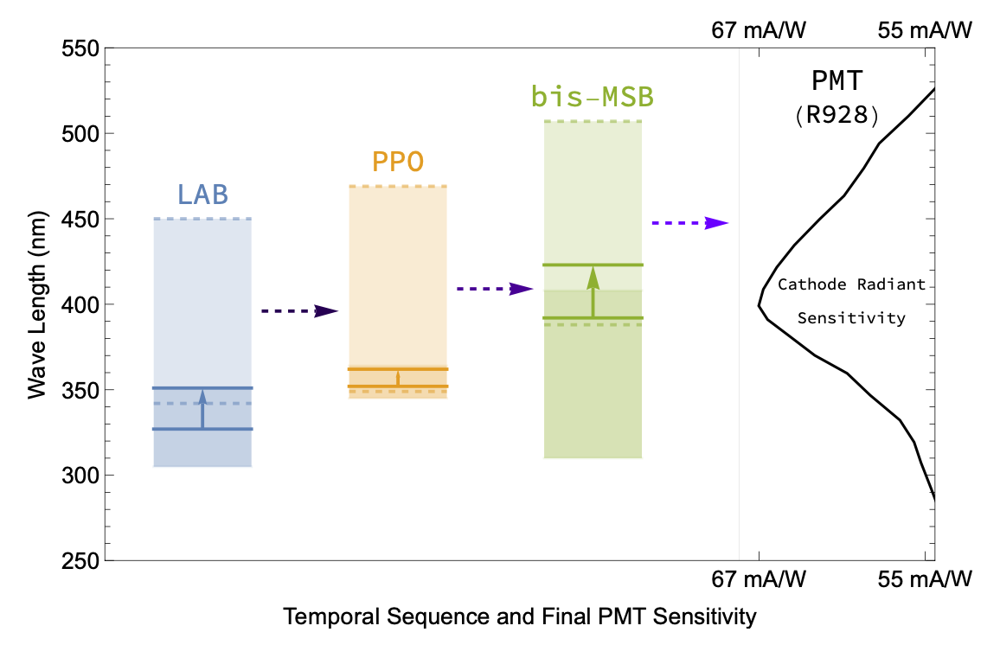 67 mA/W 55 mA/W
550
PMT
(R928)
bis-MSB
500
PPO
LAB
450
Wave Length (nm)
Cathode Radiant
Sensitivity
400
350
300
250
67 mA/W 55 mA/W
Temporal Sequence and Final PMT Sensitivity